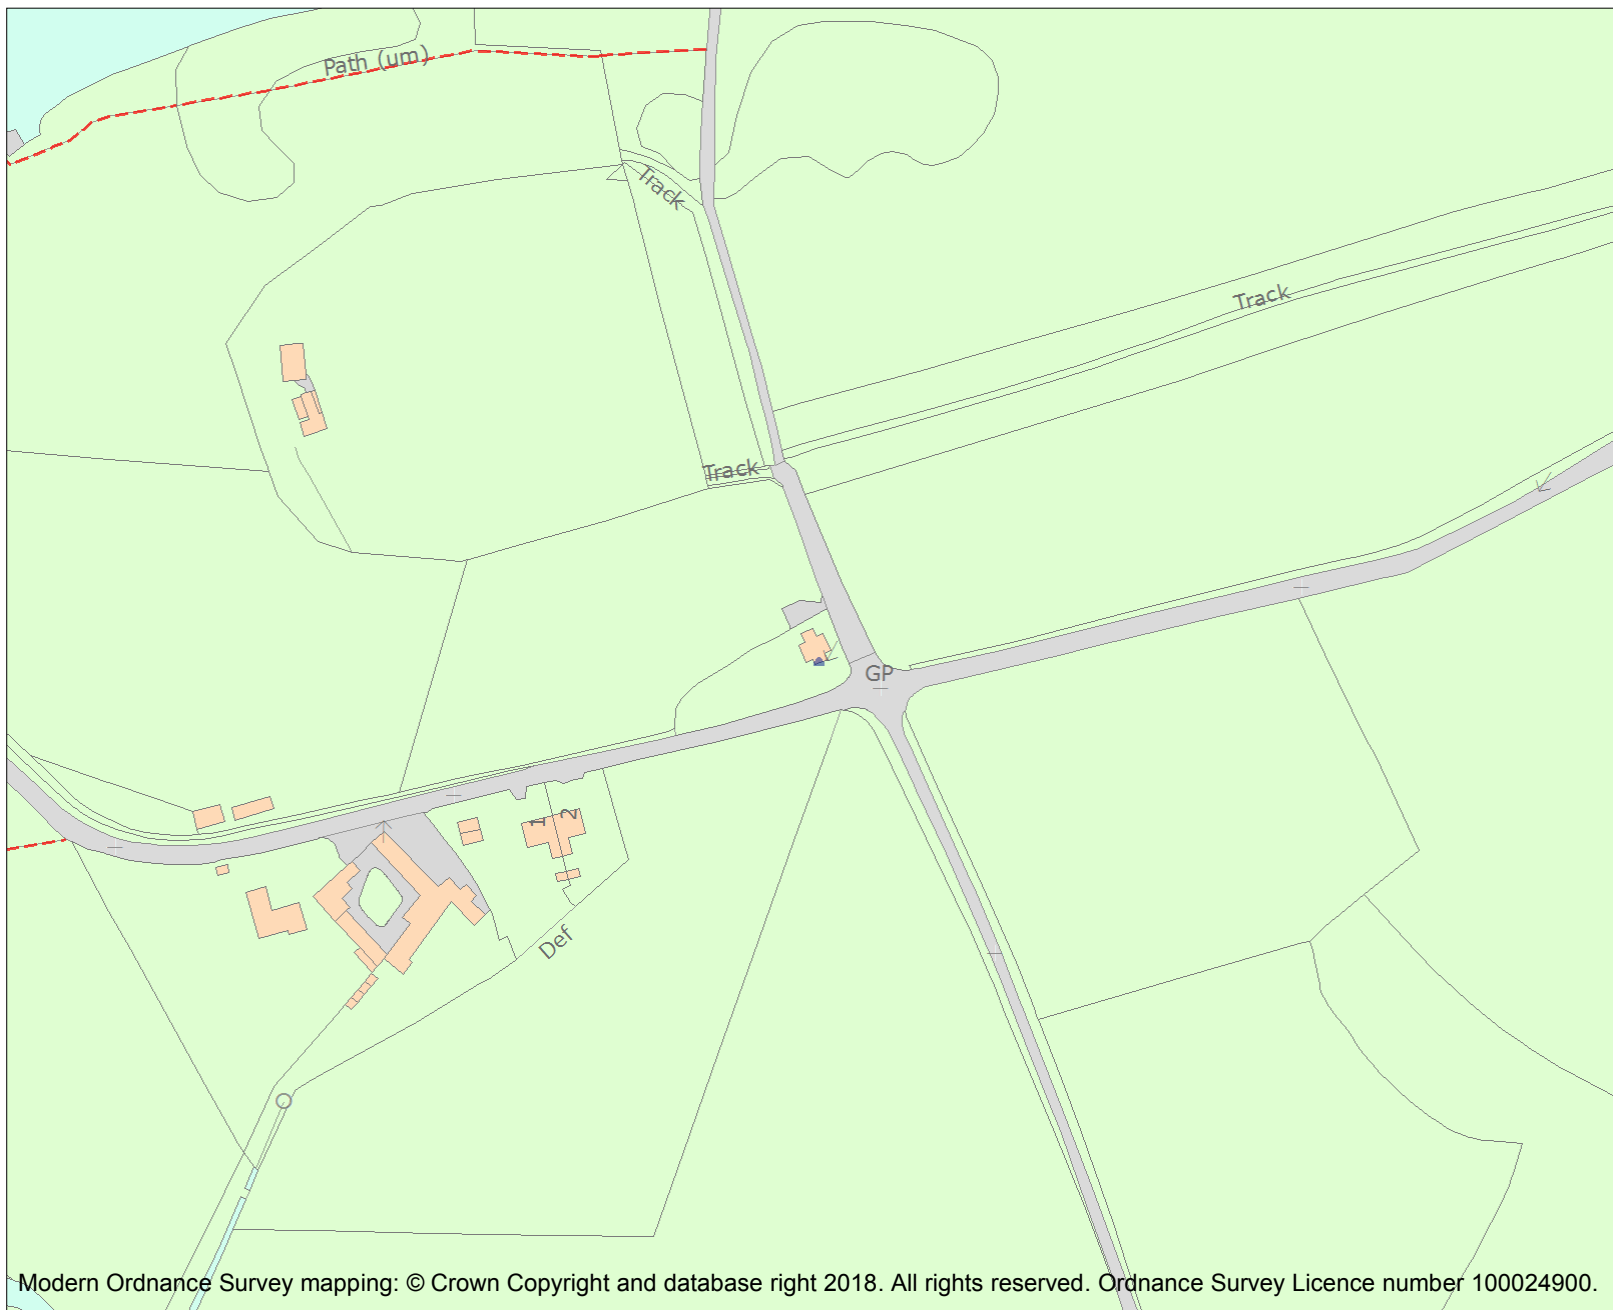 Path (um)
Track
Track
Track
GP
1
2
Def
Modern Ordnance Survey mapping: © Crown Copyright and database right 2018. All rights reserved. Ordnance Survey Licence number 100024900.